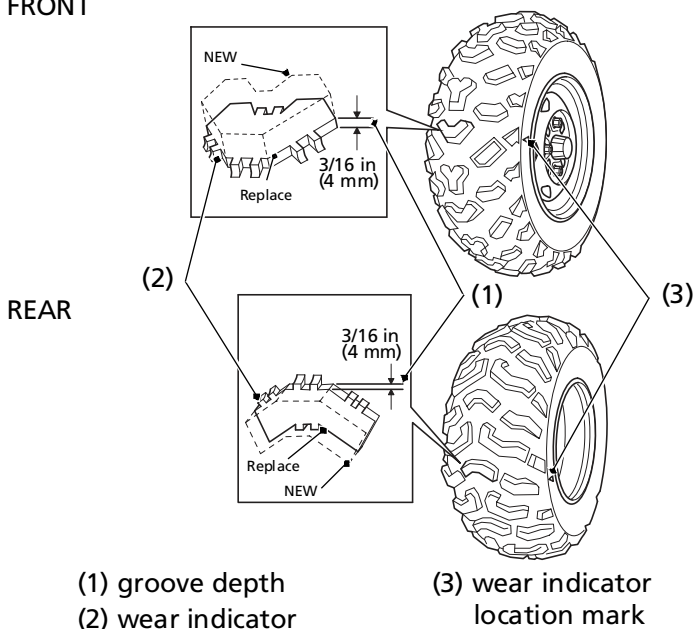 FRONT
NEW
3/16 in
(4 mm)
Replace
(2)
(1)
(3)
REAR
3/16 in
(4 mm)
Replace
NEW
(1) groove depth
(2) wear indicator
(3) wear indicator
location mark